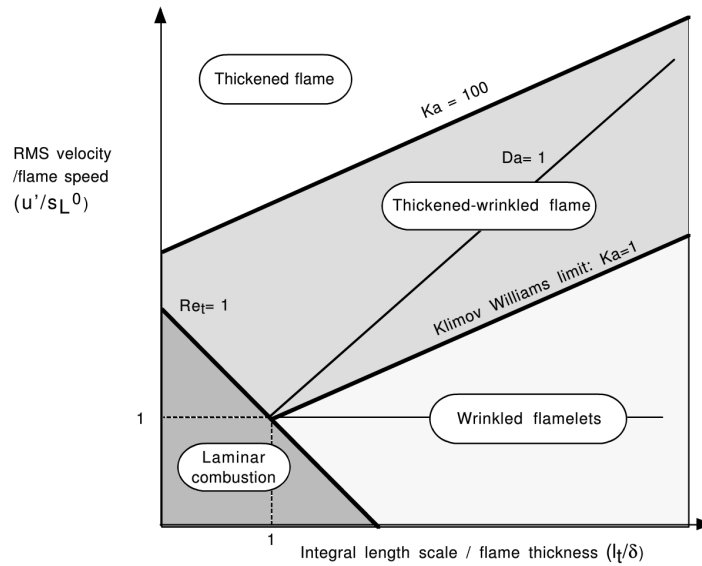 Thickened flame
Ka = 100
RMS velocity
/flame speed
(u'/sL⁰)
Da= 1
Thickened-wrinkled flame
Klimov Williams limit: Ka=1
Ret= 1
1
Wrinkled flamelets
Laminar
combustion
1
Integral length scale / flame thickness (lt/δ)